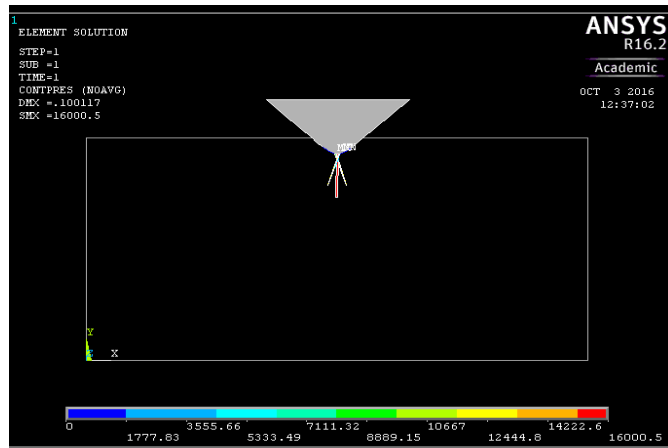 1
ELEMENT SOLUTION
STEP=1
SUB =1
TIME=1
CONTPRES (NOAVG)
DMX =.100117
SMX =16000.5
ANSYS
R16.2
Academic
OCT 3 2016
12:37:02
Y
X
0 3555.66 7111.32 10667 14222.6
1777.83 5333.49 8889.15 12444.8 16000.5